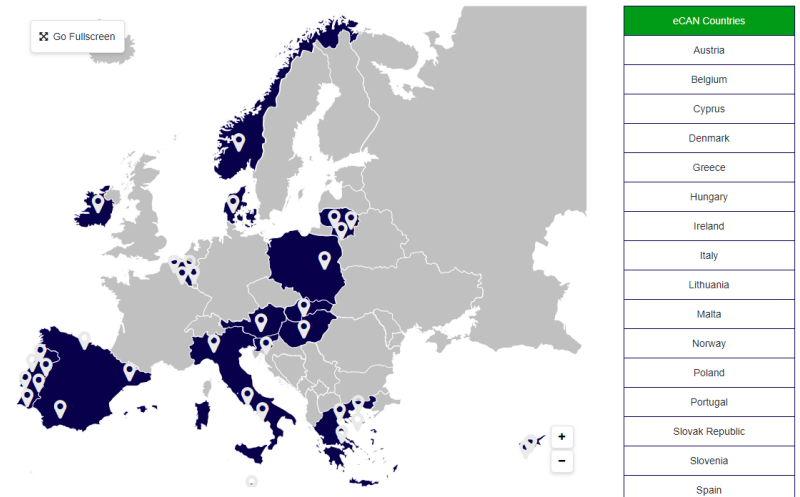 Go Fullscreen
+
−
eCAN Countries
Austria
Belgium
Cyprus
Denmark
Greece
Hungary
Ireland
Italy
Lithuania
Malta
Norway
Poland
Portugal
Slovak Republic
Slovenia
Spain